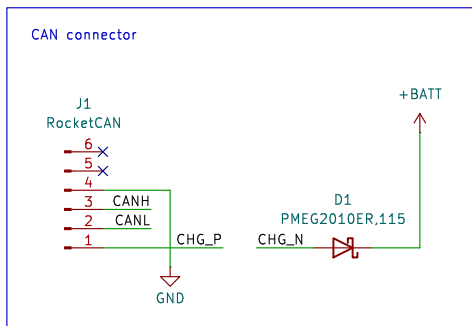 CAN connector
+BATT
J1
RocketCAN
6
5
4
3 CANH
2 CANL
1
CHG_P
CHG_N
D1
PMEG2010ER,115
GND